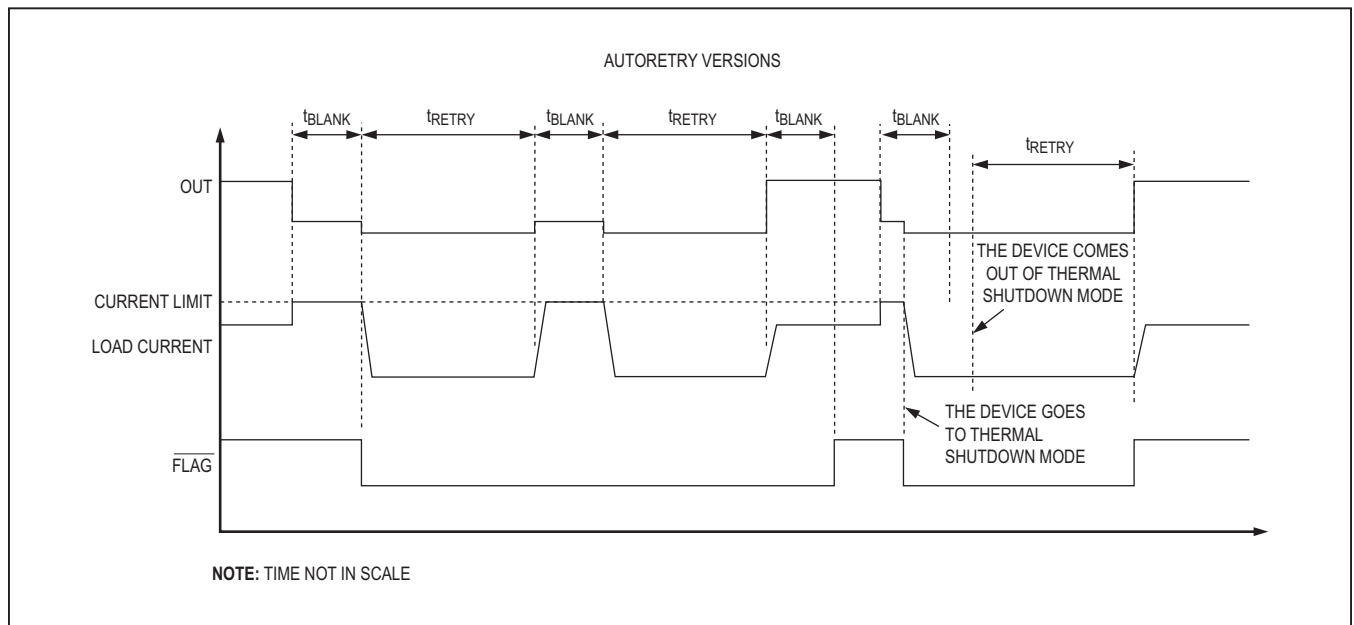 AUTORETRY VERSIONS
tBLANK
tRETRY
tBLANK
tRETRY
tBLANK
tBLANK
tRETRY
OUT
THE DEVICE COMES
OUT OF THERMAL
SHUTDOWN MODE
CURRENT LIMIT
LOAD CURRENT
THE DEVICE GOES
TO THERMAL
SHUTDOWN MODE
FLAG
NOTE: TIME NOT IN SCALE